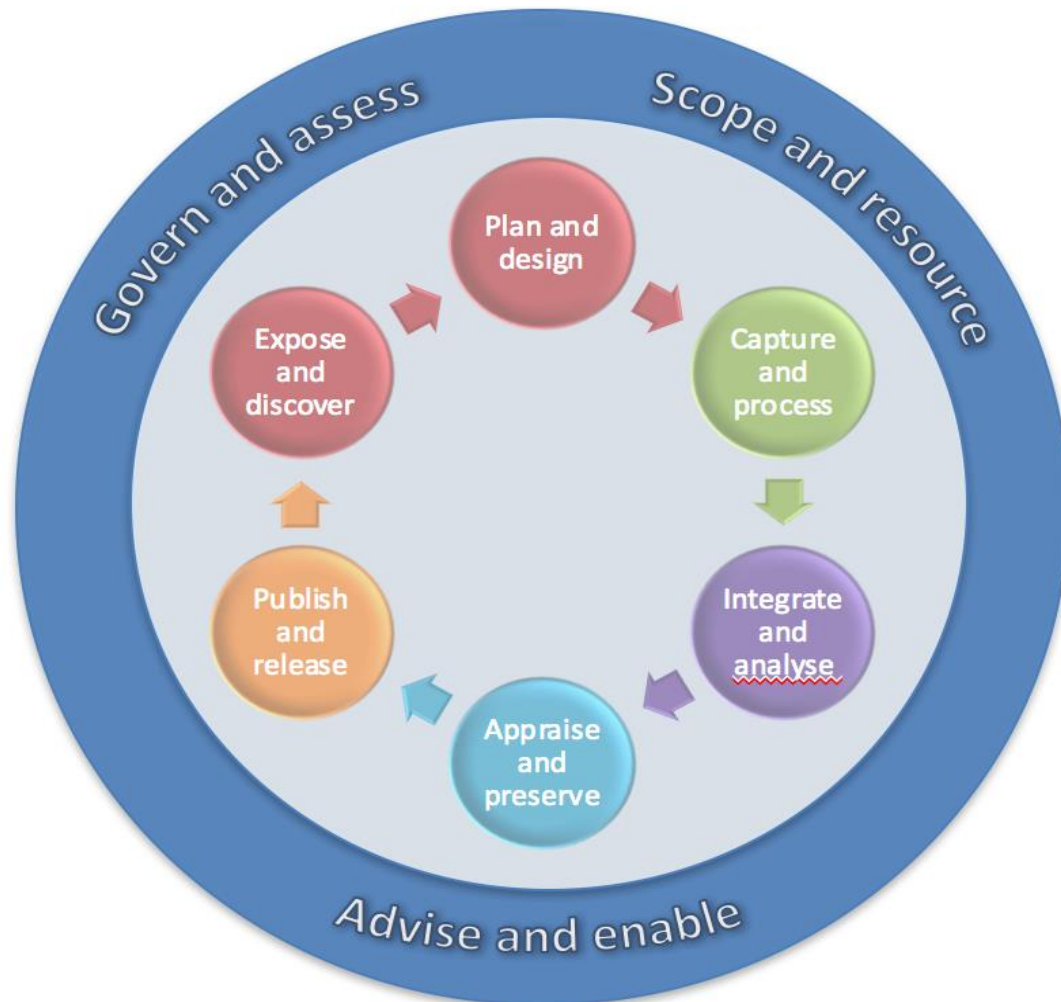 Govern and assess
Scope and resource
Plan and
design
Capture
and
process
Integrate
and
analyse
Appraise
and
preserve
Publish
and
release
Expose
and
discover
Advise and enable